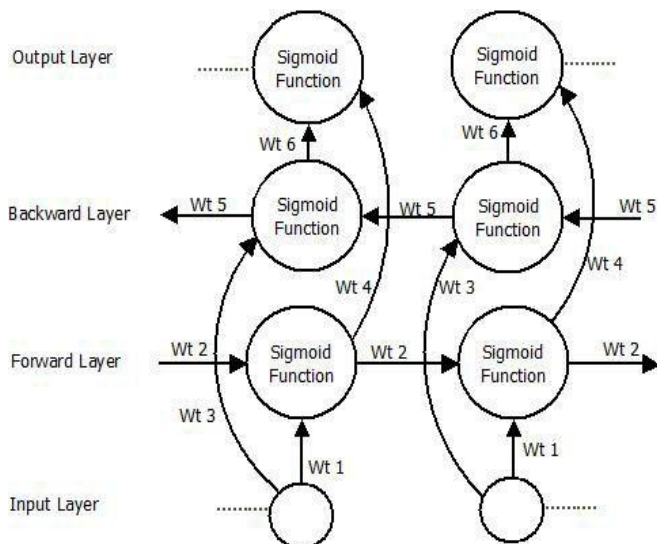 Output Layer
Sigmoid
Function
Sigmoid
Function
Wt 6
Wt 6
Backward Layer
Wt 5
Sigmoid
Function
Wt 5
Sigmoid
Function
Wt 5
Wt 4
Wt 3
Wt 4
Forward Layer
Wt 2
Sigmoid
Function
Wt 2
Sigmoid
Function
Wt 2
Wt 3
Wt 1
Wt 1
Input Layer